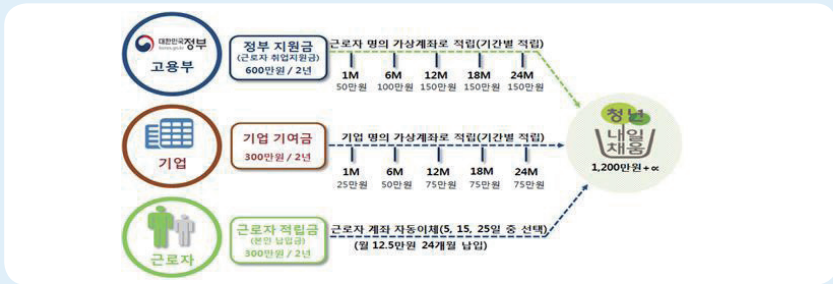 대한민국정부
고용부
정부 지원금
(근로자 취업지원금)
600만원 / 2년
근로자 명의 가상계좌로 적립(기간별 적립)
1M 6M 12M 18M 24M
50만원 100만원 150만원 150만원 150만원
기업
기업 기여금
300만원 / 2년
기업 명의 가상계좌로 적립(기간별 적립)
1M 6M 12M 18M 24M
25만원 50만원 75만원 75만원 75만원
청년
내일
채움
1,200만원+∝
근로자
근로자 적립금
(본인 납입금)
300만원 / 2년
근로자 계좌 자동이체(5, 15, 25일 중 선택)
(월 12.5만원 24개월 납입)